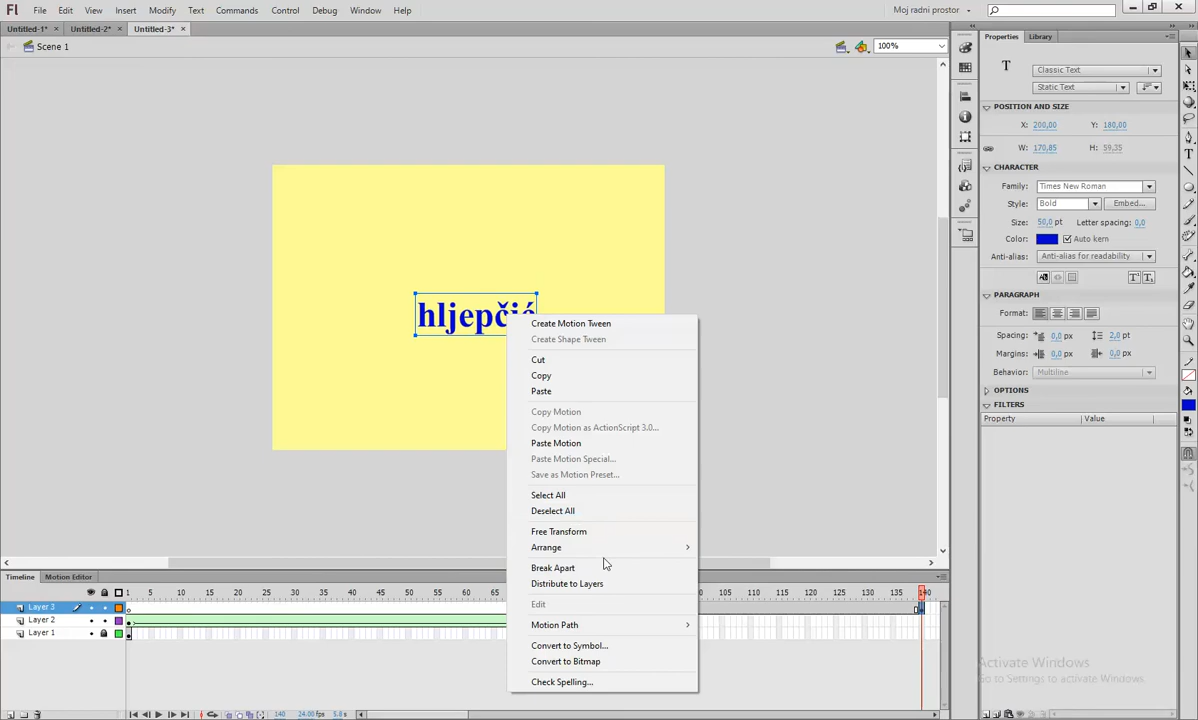 Fl File Edit View Insert Modify Text Commands Control Debug Window Help Moj radni prostor
Untitled-1* × Untitled-2* × Untitled-3* ×
Scene 1 100%
hljepčić
Create Motion Tween
Create Shape Tween
Cut
Copy
Paste
Copy Motion
Copy Motion as ActionScript 3.0...
Paste Motion
Paste Motion Special...
Save as Motion Preset...
Select All
Deselect All
Free Transform
Arrange
Break Apart
Distribute to Layers
Edit
Motion Path
Convert to Symbol...
Convert to Bitmap
Check Spelling...
Properties Library
T Classic Text
Static Text
POSITION AND SIZE
X: 200,00 Y: 180,00
W: 170,85 H: 59,35
CHARACTER
Family: Times New Roman
Style: Bold Embed...
Size: 50,0 pt Letter spacing: 0,0
Color: Auto kern
Anti-alias: Anti-alias for readability
PARAGRAPH
Format:
Spacing: 0,0 px 2,0 pt
Margins: 0,0 px 0,0 px
Behavior: Multiline
OPTIONS
FILTERS
Property Value
Timeline Motion Editor
1 5 10 15 20 25 30 35 40 45 50 55 60 65 70 75 100 105 110 115 120 125 130 135 140
Layer 3
Layer 2
Layer 1
140 24.00 fps 5.8 s
Activate Windows
Go to Settings to activate Windows.